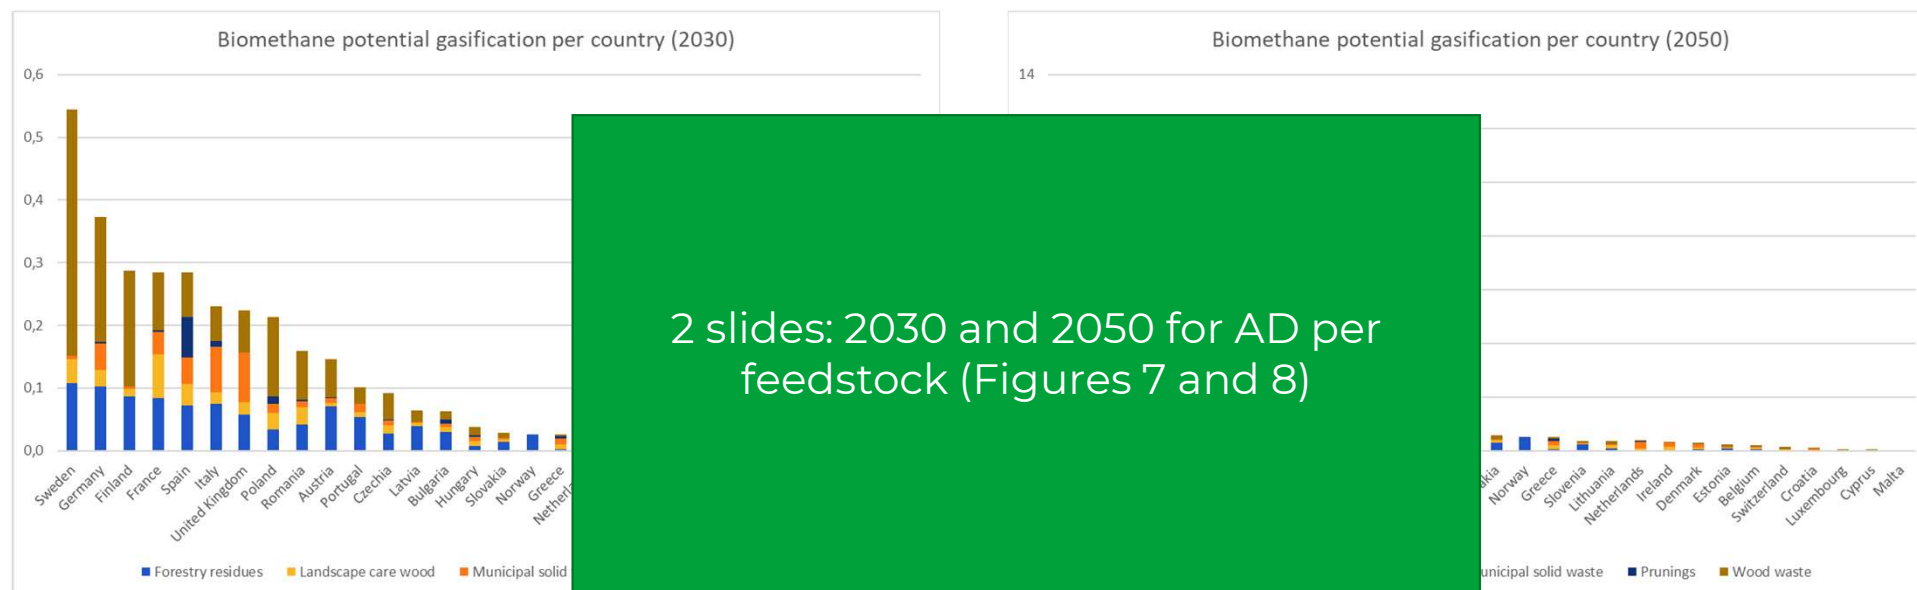 Biomethane potential gasification per country (2030)
0,6
0,5
0,4
0,3
0,2
0,1
0,0
Sweden
Germany
Finland
France
Spain
Italy
United Kingdom
Poland
Romania
Austria
Portugal
Czechia
Latvia
Bulgaria
Hungary
Slovakia
Norway
Greece
Forestry residues Landscape care wood Municipal solid
2 slides: 2030 and 2050 for AD per
feedstock (Figures 7 and 8)
Biomethane potential gasification per country (2050)
14
Norway
Greece
Slovenia
Lithuania
Netherlands
Ireland
Denmark
Estonia
Belgium
Switzerland
Croatia
Luxembourg
Cyprus
Malta
solid waste Prunings Wood waste